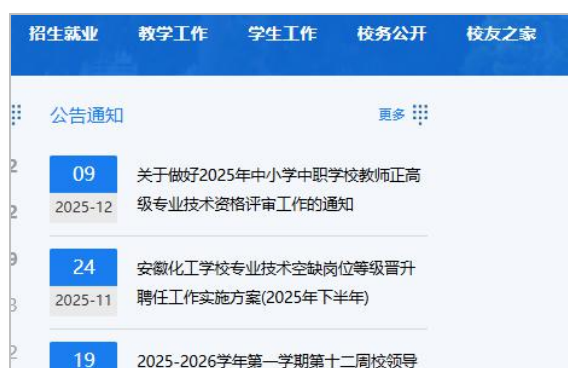 招生就业 教学工作 学生工作 校务公开 校友之家
公告通知 更多
2
09
关于做好2025年中小学中职学校教师正高
2
2025-12
级专业技术资格评审工作的通知
9
24
安徽化工学校专业技术空缺岗位等级晋升
3
2025-11
聘任工作实施方案(2025年下半年)
2
19
2025-2026学年第一学期第十二周校领导